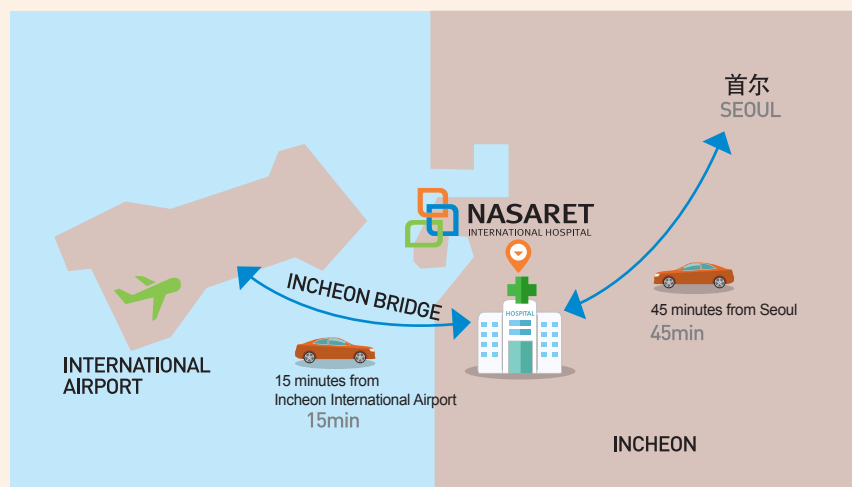 首尔
SEOUL
NASARET
INTERNATIONAL HOSPITAL
INCHEON BRIDGE
HOSPITAL
45 minutes from Seoul
45min
INTERNATIONAL
AIRPORT
15 minutes from
Incheon International Airport
15min
INCHEON